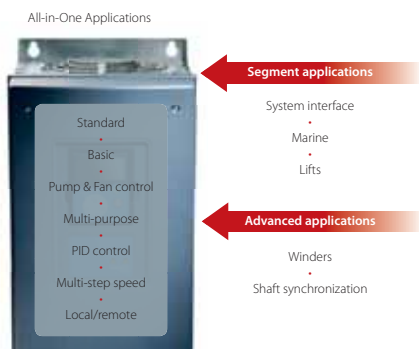 All-in-One Applications
Standard
•
Basic
•
Pump & Fan control
•
Multi-purpose
•
PID control
•
Multi-step speed
•
Local/remote
Segment applications
System interface
•
Marine
•
Lifts
Advanced applications
Winders
•
Shaft synchronization